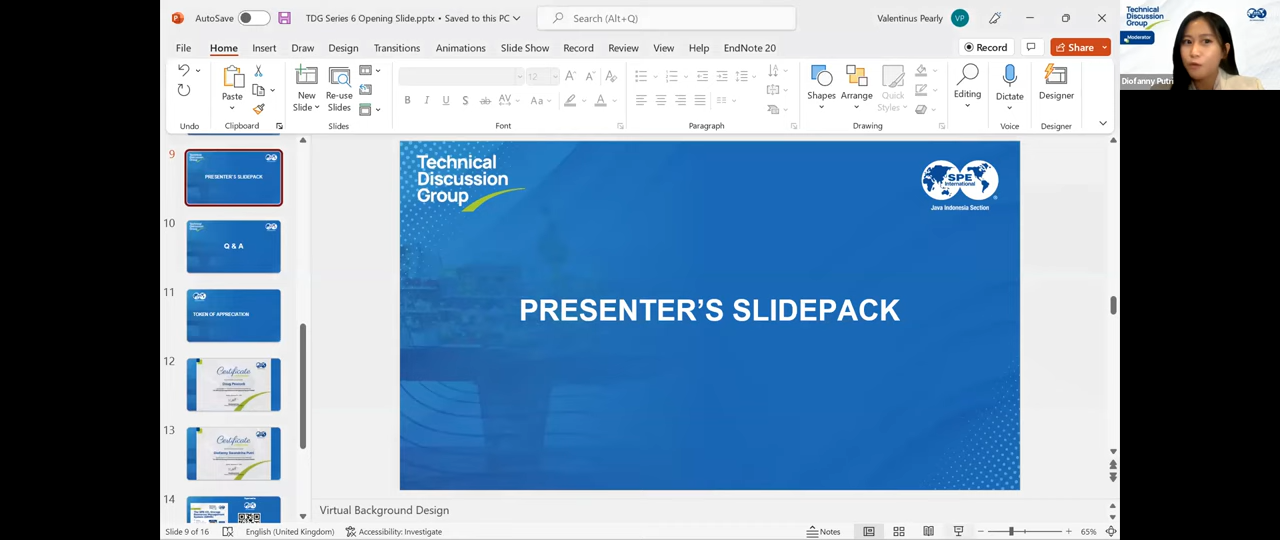 AutoSave
TDG Series 6 Opening Slide.pptx • Saved to this PC
Search (Alt+Q)
Valentinus Pearly
VP
File
Home
Insert
Draw
Design
Transitions
Animations
Slide Show
Record
Review
View
Help
EndNote 20
Record
Share
Paste
New
Slide
Re-use
Slides
12
Shapes
Arrange
Quick
Styles
Editing
Dictate
Designer
Undo
Clipboard
Slides
Font
Paragraph
Drawing
Voice
Designer
9
PRESENTER'S SLIDEPACK
10
Q & A
11
TOKEN OF APPRECIATION
12
Certificate
13
Certificate
14
Technical
Discussion
Group
SPE
International
Java Indonesia Section
PRESENTER'S SLIDEPACK
Virtual Background Design
Slide 9 of 16
English (United Kingdom)
Accessibility: Investigate
Notes
65%
Technical
Discussion
Group
Moderator
Diofanny Putri